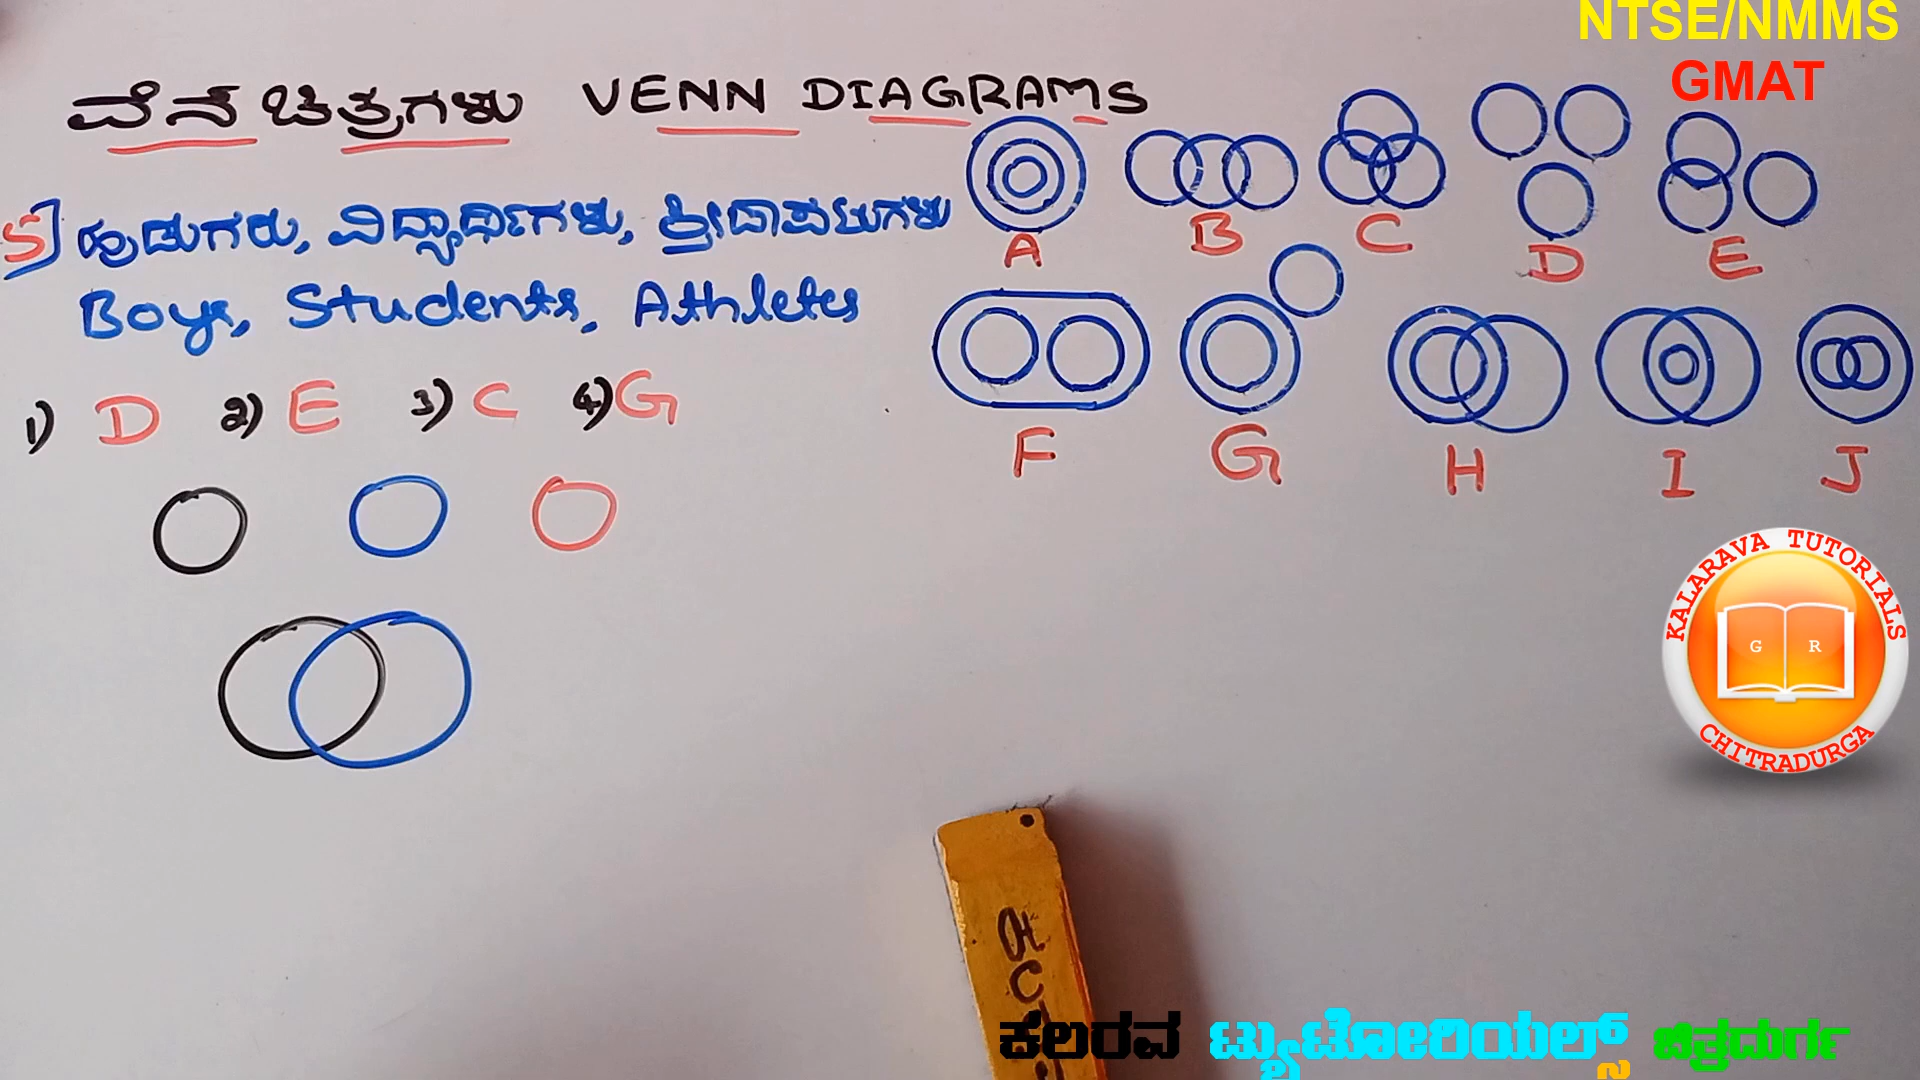 NTSE/NMMS
GMAT
ವೆನ್ ಚಿತ್ರಗಳು VENN DIAGRAMS
5] ಹುಡುಗರು, ವಿದ್ಯಾರ್ಥಿಗಳು, ಕ್ರೀಡಾಪಟುಗಳು
Boys, Students, Athletes
1) D 2) E 3) C 4) G
A B C D E
F G H I J
KALARAVA TUTORIALS
G R
CHITRADURGA
ಕಲರವ ಟ್ಯುಟೋರಿಯಲ್ಸ್ ಚಿತ್ರದುರ್ಗ